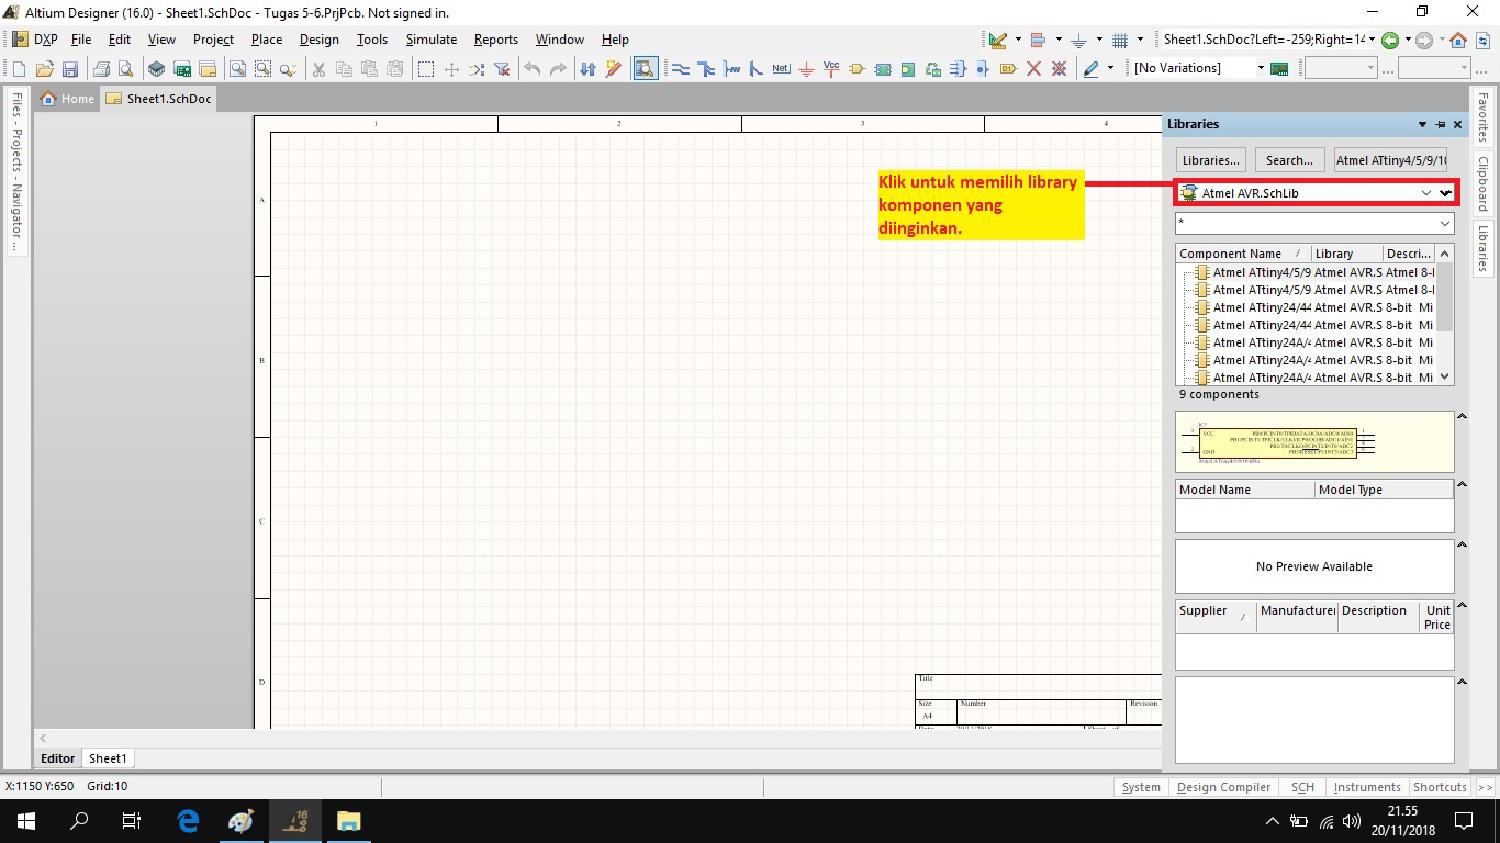 Altium Designer (16.0) - Sheet1.SchDoc - Tugas 5-6.PrjPcb. Not signed in.
DXP File Edit View Project Place Design Tools Simulate Reports Window Help
Sheet1.SchDoc?Left=-259;Right=14
Net Vcc D1 [No Variations] ... ...
Home Sheet1.SchDoc
Files - Projects - Navigator ...
1 2 3 4
A
B
C
D
Klik untuk memilih library
komponen yang
diinginkan.
Title
Size Number Revision
A4
Libraries
Libraries... Search... Atmel ATtiny4/5/9/10
Atmel AVR.SchLib
*
Component Name / Library Descri...
Atmel ATtiny4/5/9 Atmel AVR.S Atmel 8-l
Atmel ATtiny4/5/9 Atmel AVR.S Atmel 8-l
Atmel ATtiny24/44 Atmel AVR.S 8-bit Mi
Atmel ATtiny24/44 Atmel AVR.S 8-bit Mi
Atmel ATtiny24A/4 Atmel AVR.S 8-bit Mi
Atmel ATtiny24A/4 Atmel AVR.S 8-bit Mi
Atmel ATtiny24A/4 Atmel AVR.S 8-bit Mi
9 components
VCC
GND
Model Name Model Type
No Preview Available
Supplier / Manufacturer Description Unit
Price
Favorites
Clipboard
Libraries
Editor Sheet1
X:1150 Y:650 Grid:10
System Design Compiler SCH Instruments Shortcuts >>
21.55
20/11/2018